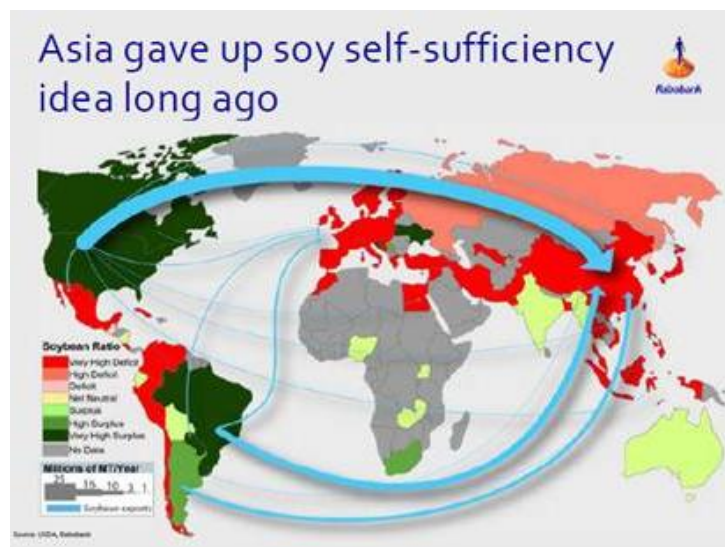 Asia gave up soy self-sufficiency
idea long ago
Rabobank
Soybean Ratio
Very High Deficit
High Deficit
Deficit
Net Neutral
Surplus
High Surplus
Very High Surplus
No Data
Millions of MT/Year
25 15 10 3 1
Soybean exports
Source: USDA, Rabobank